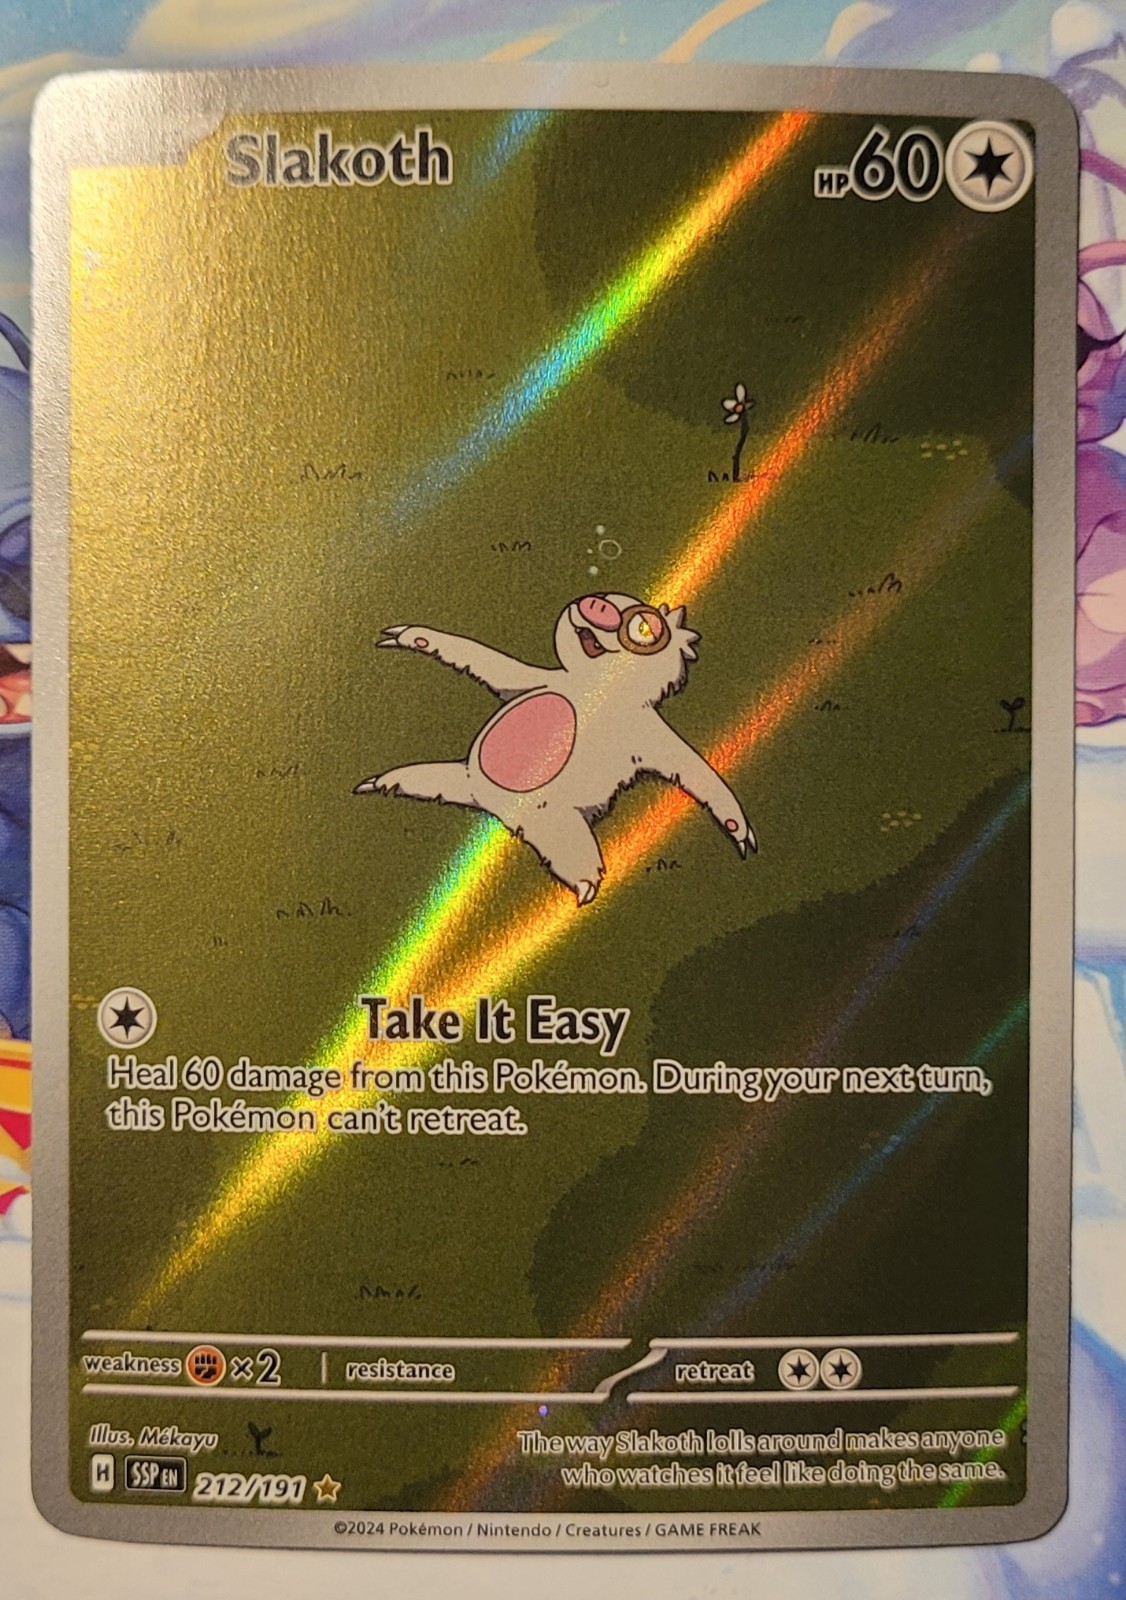 Slakoth
HP60
Take It Easy
Heal 60 damage from this Pokémon. During your next turn,
this Pokémon can't retreat.
weakness ×2 | resistance retreat
Illus. Mékayu
The way Slakoth lolls around makes anyone
who watches it feel like doing the same.
H SSP EN 212/191
©2024 Pokémon / Nintendo / Creatures / GAME FREAK